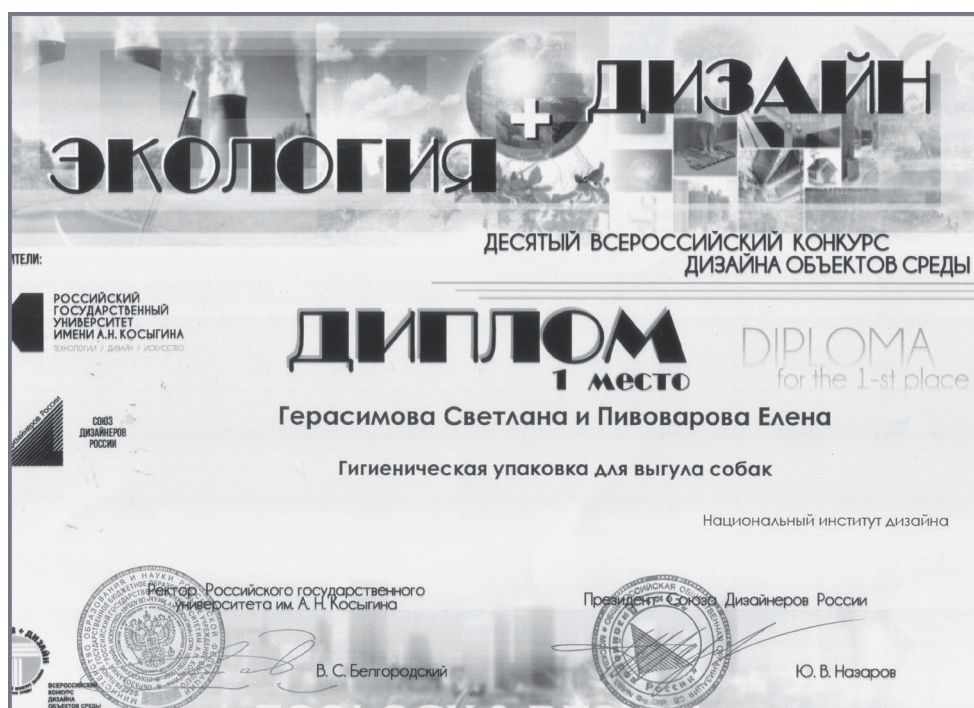 ЭКОЛОГИЯ
+ ДИЗАЙН
ДЕСЯТЫЙ ВСЕРОССИЙСКИЙ КОНКУРС
ДИЗАЙНА ОБЪЕКТОВ СРЕДЫ
РОССИЙСКИЙ
ГОСУДАРСТВЕННЫЙ
УНИВЕРСИТЕТ
ИМЕНИ А.Н. КОСЫГИНА
ТЕХНОЛОГИИ / ДИЗАЙН / ИСКУССТВО
ДИПЛОМ
1 место
DIPLOMA
for the 1-st place
СОЮЗ
ДИЗАЙНЕРОВ
РОССИИ
Герасимова Светлана и Пивоварова Елена
Гигиеническая упаковка для выгула собак
Национальный институт дизайна
Ректор Российского государственного
университета им. А. Н. Косыгина
В. С. Белгородский
Президент Союза Дизайнеров России
Ю. В. Назаров
ВСЕРОССИЙСКИЙ
КОНКУРС
ДИЗАЙНА
ОБЪЕКТОВ СРЕДЫ